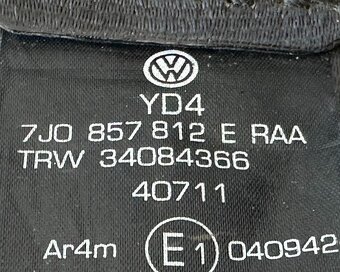 YD4
7J0 857 812 E RAA
TRW 34084366
40711
Ar4m E1 040942